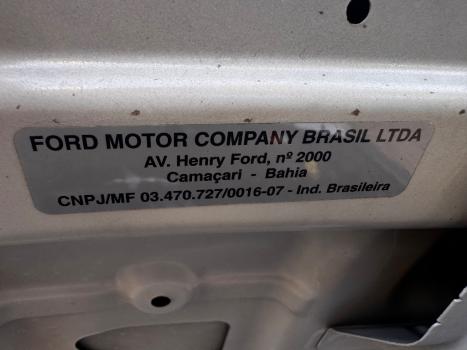 FORD MOTOR COMPANY BRASIL LTDA
AV. Henry Ford, nº 2000
Camaçari - Bahia
CNPJ/MF 03.470.727/0016-07 - Ind. Brasileira